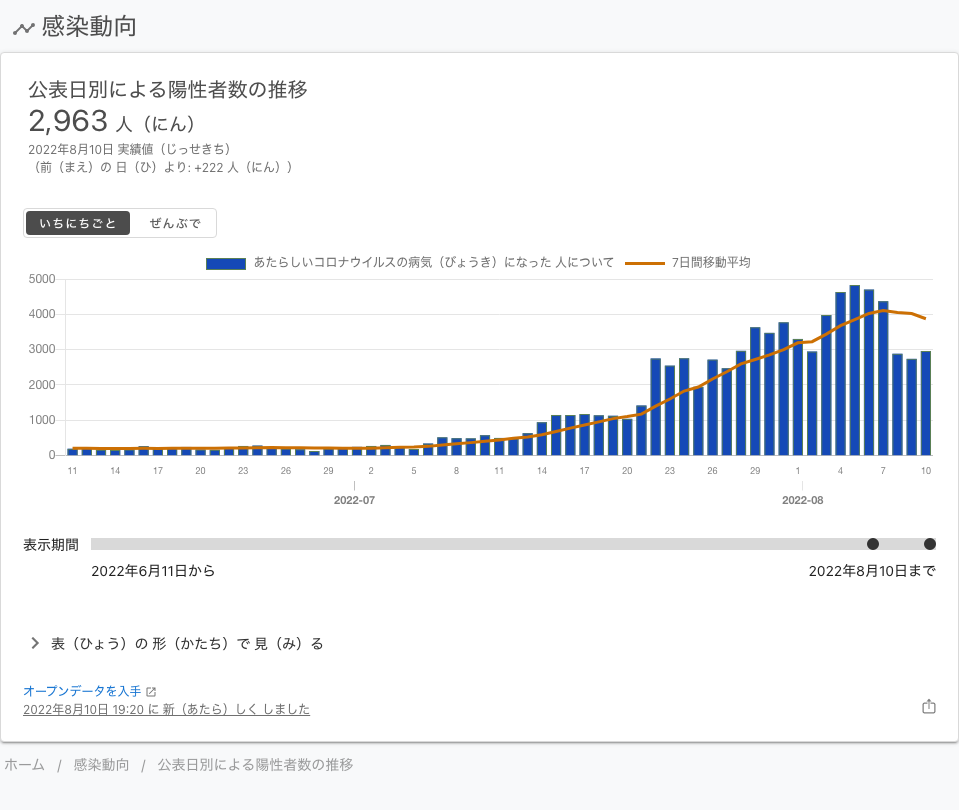 感染動向
公表日別による陽性者数の推移
2,963 人（にん）
2022年8月10日 実績値（じっせきち）
（前（まえ）の 日（ひ）より: +222 人（にん））
いちにちごと ぜんぶで
あたらしいコロナウイルスの病気（びょうき）になった 人について 7日間移動平均
5000
4000
3000
2000
1000
0
11 14 17 20 23 26 29 2 5 8 11 14 17 20 23 26 29 1 4 7 10
2022-07 2022-08
表示期間
2022年6月11日から 2022年8月10日まで
表（ひょう）の 形（かたち）で 見（み）る
オープンデータを入手
2022年8月10日 19:20 に 新（あたら）しく しました
ホーム / 感染動向 / 公表日別による陽性者数の推移